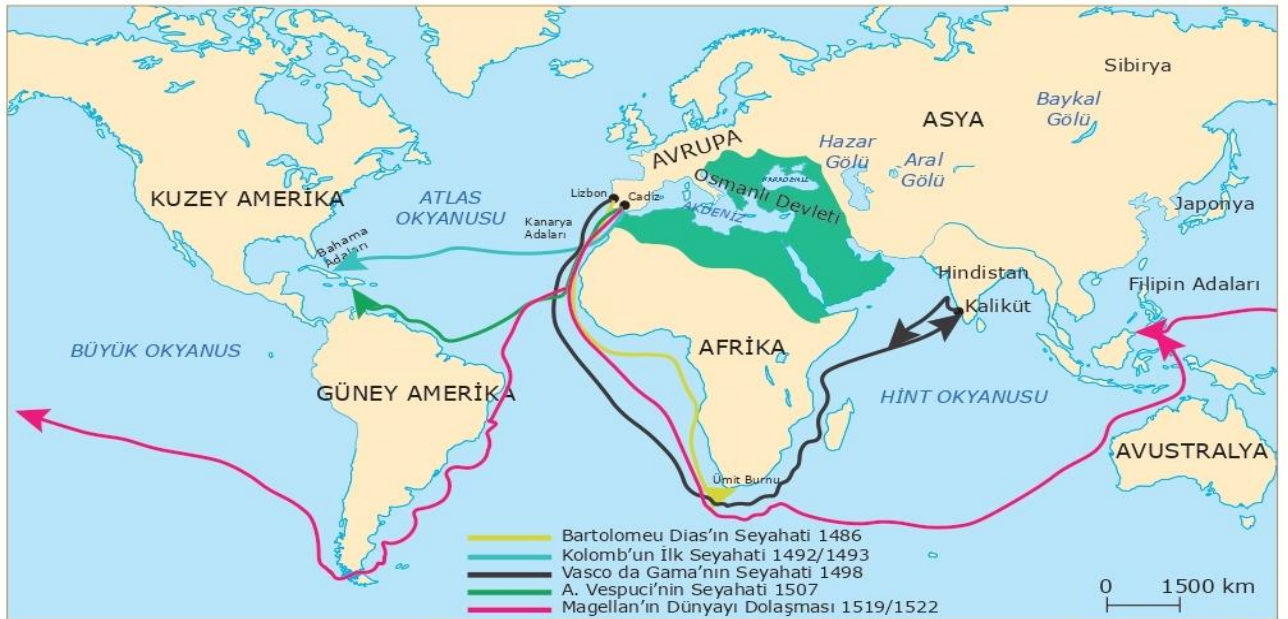 Sibirya
Baykal
Gölü
ASYA
AVRUPA
Hazar
Gölü
Aral
Gölü
KUZEY AMERİKA
ATLAS
OKYANUSU
Lizbon
Cadiz
KARADENİZ
Osmanlı Devleti
AKDENİZ
Japonya
Kanarya
Adaları
Bahama
Adaları
Hindistan
Kaliküt
Filipin Adaları
BÜYÜK OKYANUS
AFRİKA
GÜNEY AMERİKA
HİNT OKYANUSU
AVUSTRALYA
Ümit Burnu
Bartolomeu Dias'ın Seyahati 1486
Kolomb'un İlk Seyahati 1492/1493
Vasco da Gama'nın Seyahati 1498
A. Vespuci'nin Seyahati 1507
Magellan'ın Dünyayı Dolaşması 1519/1522
0 1500 km